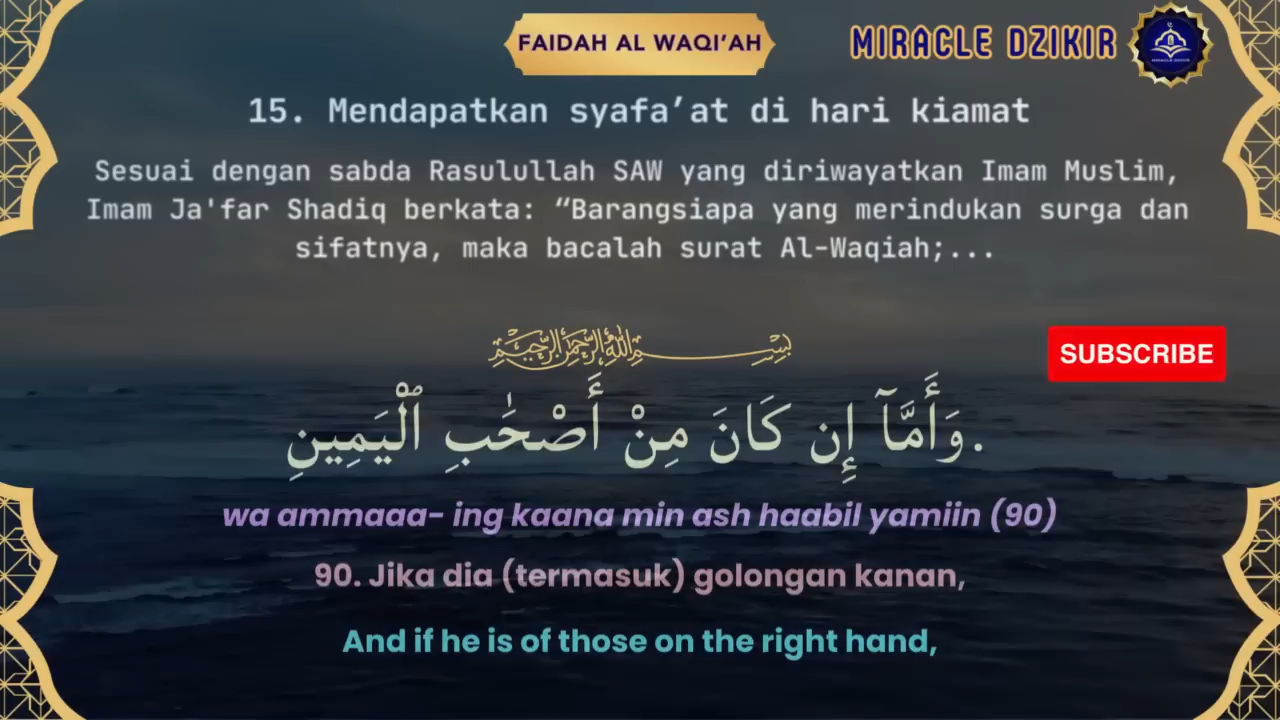 FAIDAH AL WAQI’AH
MIRACLE DZIKIR
15. Mendapatkan syafa’at di hari kiamat
Sesuai dengan sabda Rasulullah SAW yang diriwayatkan Imam Muslim,
Imam Ja'far Shadiq berkata: “Barangsiapa yang merindukan surga dan
sifatnya, maka bacalah surat Al-Waqiah;...
بِسْمِ اللهِ الرَّحْمٰنِ الرَّحِيْمِ
SUBSCRIBE
.وَأَمَّآ إِن كَانَ مِنْ أَصْحَٰبِ ٱلْيَمِينِ
wa ammaaa- ing kaana min ash haabil yamiin (90)
90. Jika dia (termasuk) golongan kanan,
And if he is of those on the right hand,